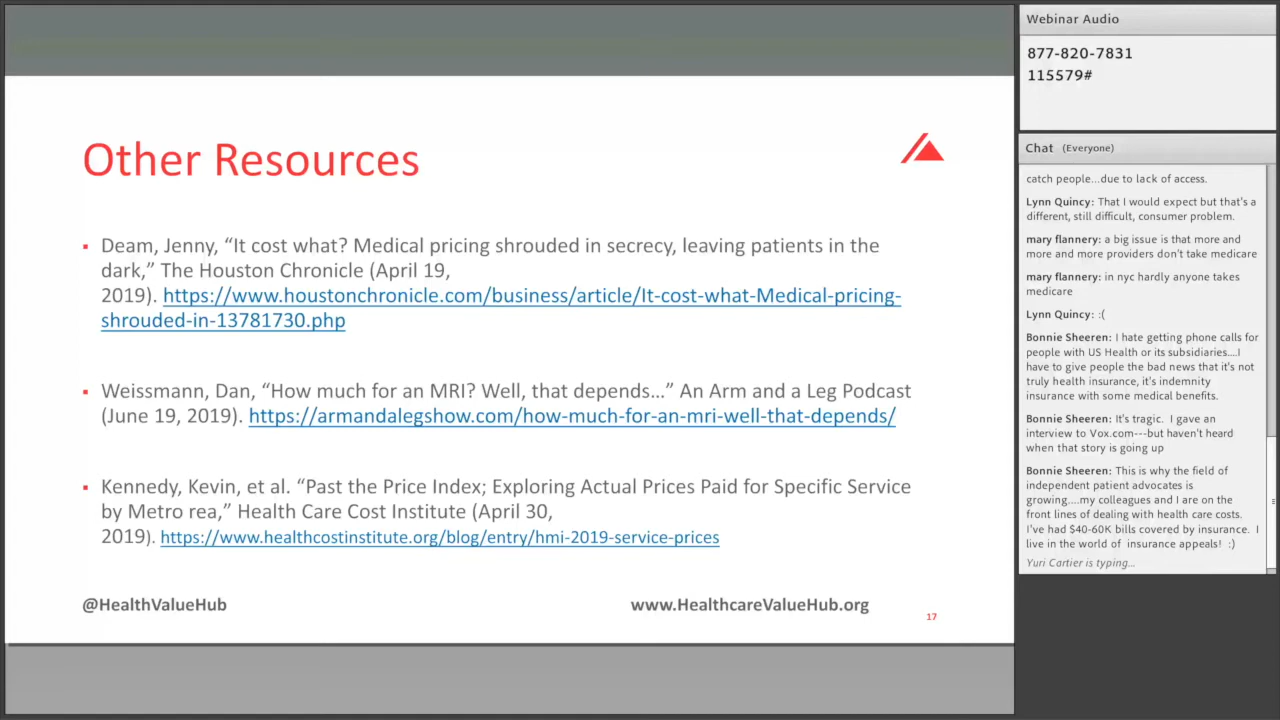 Other Resources
▪ Deam, Jenny, “It cost what? Medical pricing shrouded in secrecy, leaving patients in the
dark,” The Houston Chronicle (April 19,
2019). https://www.houstonchronicle.com/business/article/It-cost-what-Medical-pricing-
shrouded-in-13781730.php
▪ Weissmann, Dan, “How much for an MRI? Well, that depends…” An Arm and a Leg Podcast
(June 19, 2019). https://armandalegshow.com/how-much-for-an-mri-well-that-depends/
▪ Kennedy, Kevin, et al. “Past the Price Index; Exploring Actual Prices Paid for Specific Service
by Metro rea,” Health Care Cost Institute (April 30,
2019). https://www.healthcostinstitute.org/blog/entry/hmi-2019-service-prices
@HealthValueHub
www.HealthcareValueHub.org
17
Webinar Audio
877-820-7831
115579#
Chat (Everyone)
catch people...due to lack of access.
Lynn Quincy: That I would expect but that's a
different, still difficult, consumer problem.
mary flannery: a big issue is that more and
more and more providers don't take medicare
mary flannery: in nyc hardly anyone takes
medicare
Lynn Quincy: :(
Bonnie Sheeren: I hate getting phone calls for
people with US Health or its subsidiaries....I
have to give people the bad news that it's not
truly health insurance, it's indemnity
insurance with some medical benefits.
Bonnie Sheeren: It's tragic. I gave an
interview to Vox.com---but haven't heard
when that story is going up
Bonnie Sheeren: This is why the field of
independent patient advocates is
growing....my colleagues and I are on the
front lines of dealing with health care costs.
I've had $40-60K bills covered by insurance. I
live in the world of insurance appeals! :)
Yuri Cartier is typing...